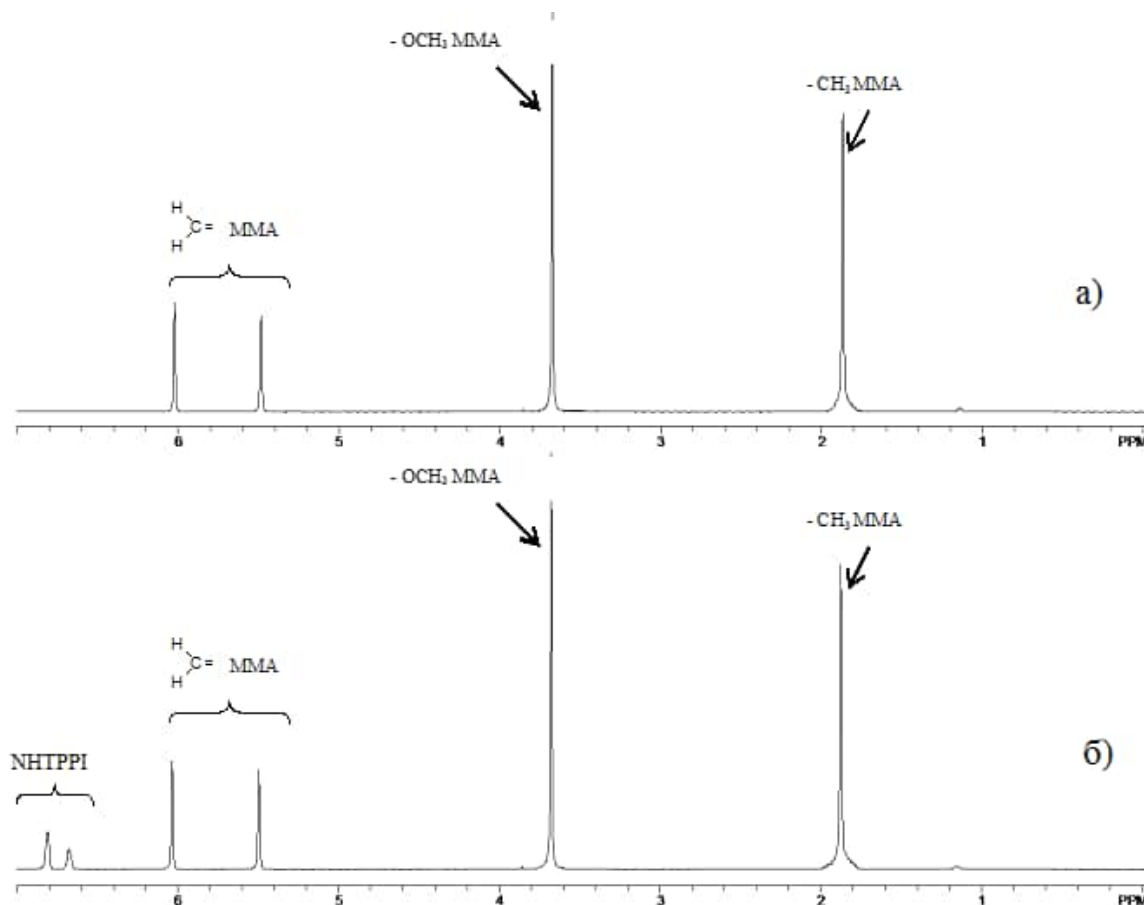 - OCH₃ MMA
- CH₃ MMA
H
C= MMA
H
а)
6 5 4 3 2 1 PPM
- OCH₃ MMA
- CH₃ MMA
H
C= MMA
H
NHTPPI
б)
6 5 4 3 2 1 PPM